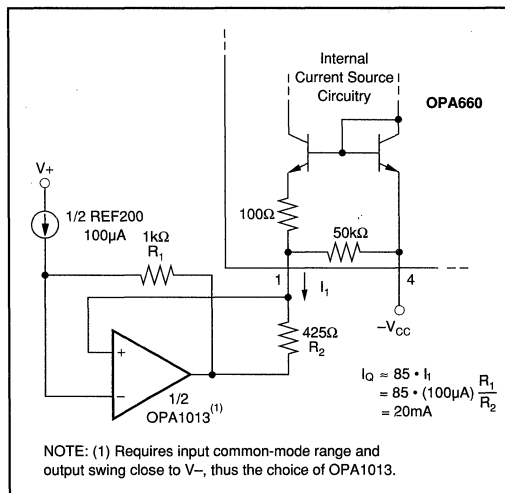 Internal
Current Source
Circuitry
OPA660
V+
1/2 REF200
100µA
1kΩ
R₁
100Ω
50kΩ
1
I₁
4
425Ω
R₂
–V_CC
+
–
1/2
OPA1013⁽¹⁾
I_Q ≈ 85 • I₁
= 85 • (100µA) R₁/R₂
= 20mA
NOTE: (1) Requires input common-mode range and
output swing close to V–, thus the choice of OPA1013.